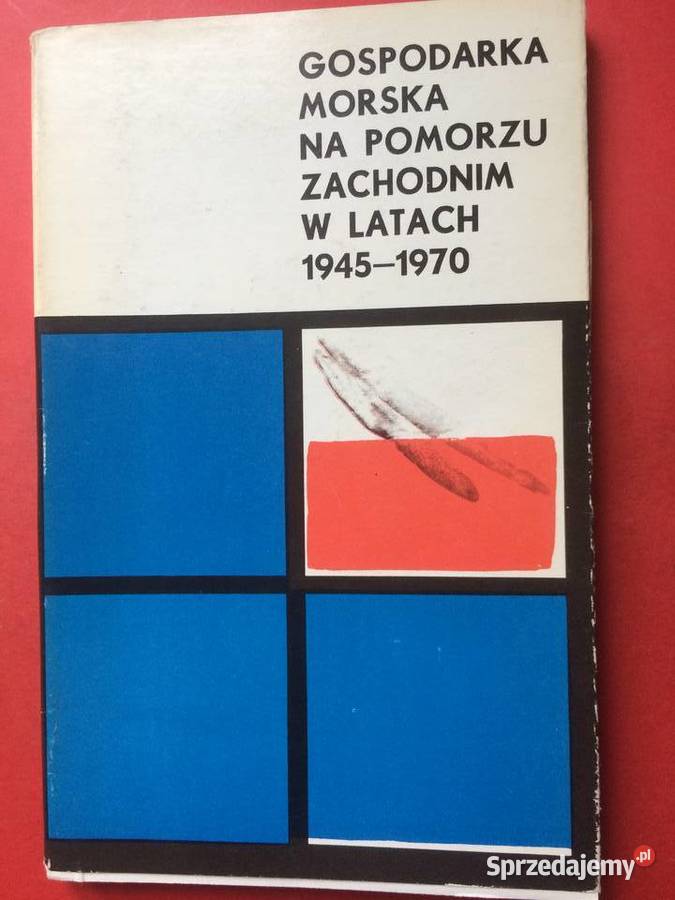 GOSPODARKA
MORSKA
NA POMORZU
ZACHODNIM
W LATACH
1945–1970
Sprzedajemy.pl